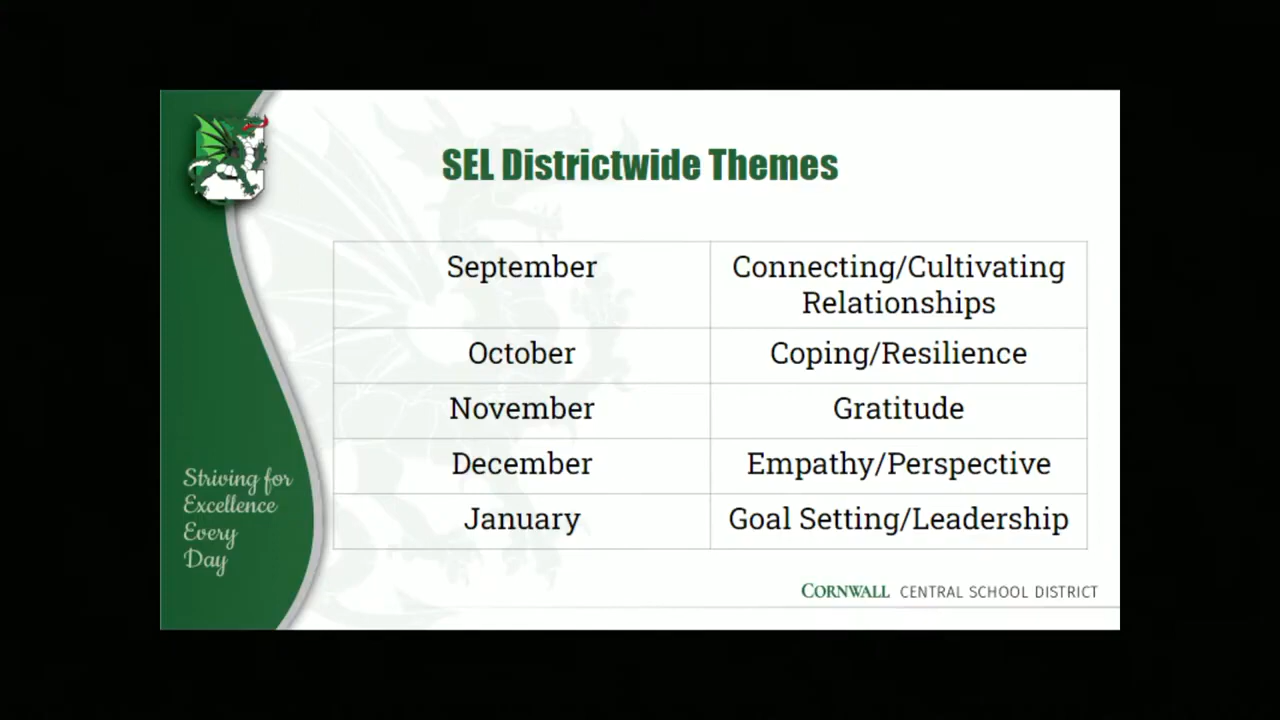 SEL Districtwide Themes
September
Connecting/Cultivating
Relationships
October
Coping/Resilience
November
Gratitude
December
Empathy/Perspective
January
Goal Setting/Leadership
Striving for
Excellence
Every
Day
CORNWALL CENTRAL SCHOOL DISTRICT